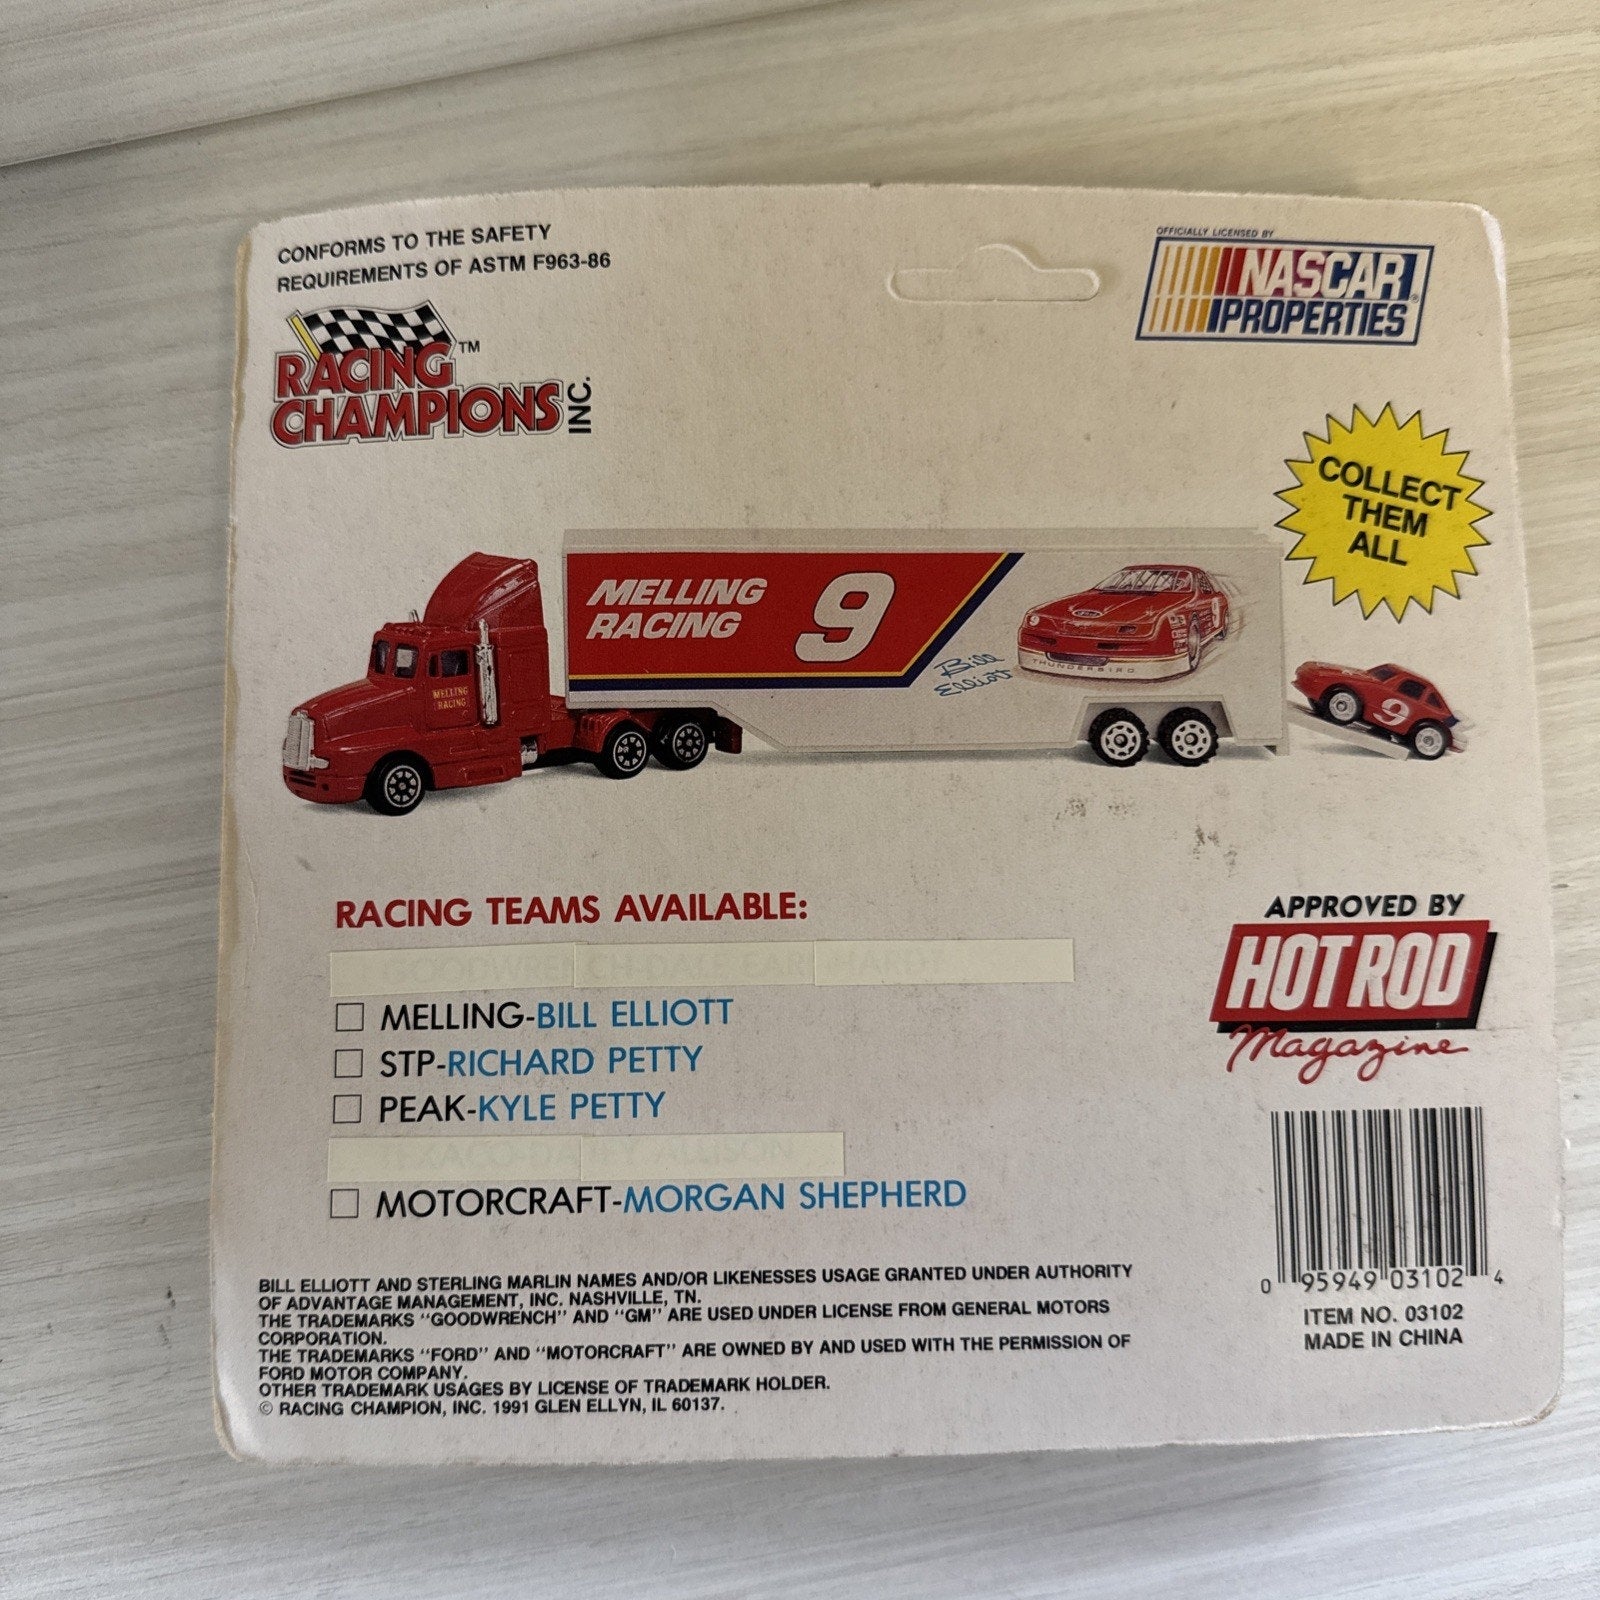 CONFORMS TO THE SAFETY
REQUIREMENTS OF ASTM F963-86
RACING
CHAMPIONS INC.
TM
OFFICIALLY LICENSED BY
NASCAR
PROPERTIES
COLLECT
THEM
ALL
MELLING
RACING
9
Bill
Elliott
THUNDERBIRD
MELLING
RACING
9
RACING TEAMS AVAILABLE:
MELLING-BILL ELLIOTT
STP-RICHARD PETTY
PEAK-KYLE PETTY
MOTORCRAFT-MORGAN SHEPHERD
APPROVED BY
HOT ROD
Magazine
BILL ELLIOTT AND STERLING MARLIN NAMES AND/OR LIKENESSES USAGE GRANTED UNDER AUTHORITY
OF ADVANTAGE MANAGEMENT, INC. NASHVILLE, TN.
THE TRADEMARKS "GOODWRENCH" AND "GM" ARE USED UNDER LICENSE FROM GENERAL MOTORS
CORPORATION.
THE TRADEMARKS "FORD" AND "MOTORCRAFT" ARE OWNED BY AND USED WITH THE PERMISSION OF
FORD MOTOR COMPANY.
OTHER TRADEMARK USAGES BY LICENSE OF TRADEMARK HOLDER.
© RACING CHAMPION, INC. 1991 GLEN ELLYN, IL 60137.
0 95949 03102 4
ITEM NO. 03102
MADE IN CHINA